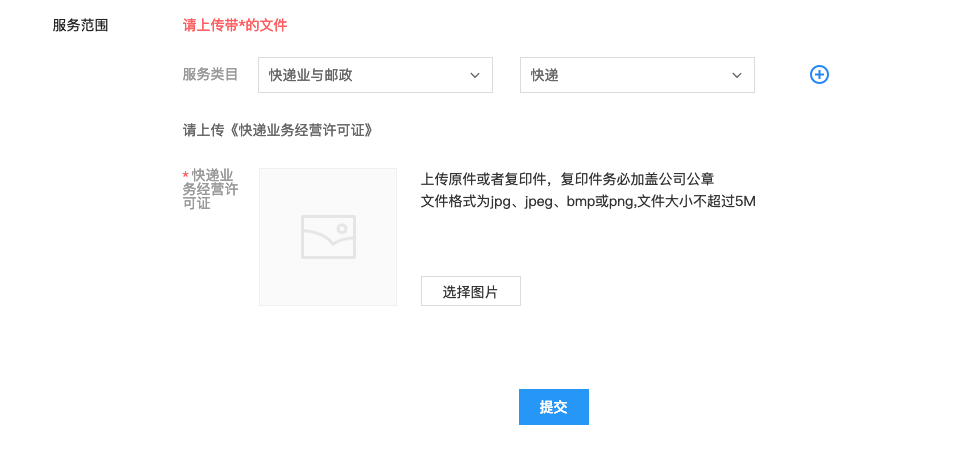 服务范围
请上传带*的文件
服务类目
快递业与邮政
快递
请上传《快递业务经营许可证》
* 快递业
务经营许
可证
上传原件或者复印件，复印件务必加盖公司公章
文件格式为jpg、jpeg、bmp或png,文件大小不超过5M
选择图片
提交